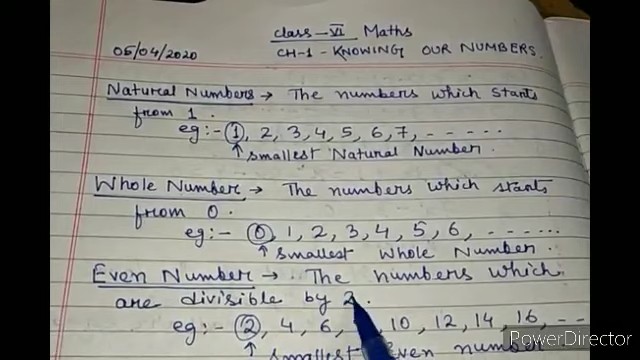 class - VI Maths
05/04/2020 CH-1 - KNOWING OUR NUMBERS.
Natural Numbers → The numbers which starts
from 1.
eg:- 1, 2, 3, 4, 5, 6, 7, - - - - - -
↑ smallest Natural Number.
Whole Number → The numbers which starts
from 0.
eg:- 0, 1, 2, 3, 4, 5, 6, - - - - - -
↑ smallest Whole Number.
Even Number → The numbers which
are divisible by 2.
eg:- 2, 4, 6, 10, 12, 14, 16, - -
↑ smallest Even number
PowerDirector